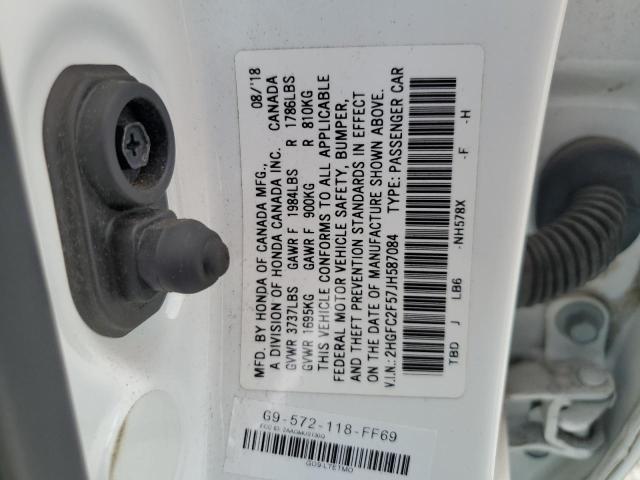 MFD. BY HONDA OF CANADA MFG., 08/'18
A DIVISION OF HONDA CANADA INC. CANADA
GVWR 3737LBS GAWR F 1984LBS R 1786LBS
GVWR 1695KG GAWR F 900KG R 810KG
THIS VEHICLE CONFORMS TO ALL APPLICABLE
FEDERAL MOTOR VEHICLE SAFETY, BUMPER,
AND THEFT PREVENTION STANDARDS IN EFFECT
ON THE DATE OF MANUFACTURE SHOWN ABOVE.
V.I.N.: 2HGFC2F57JH587084 TYPE: PASSENGER CAR
TBD J LB6 -NH578X -F -H
G9-572-118-FF69